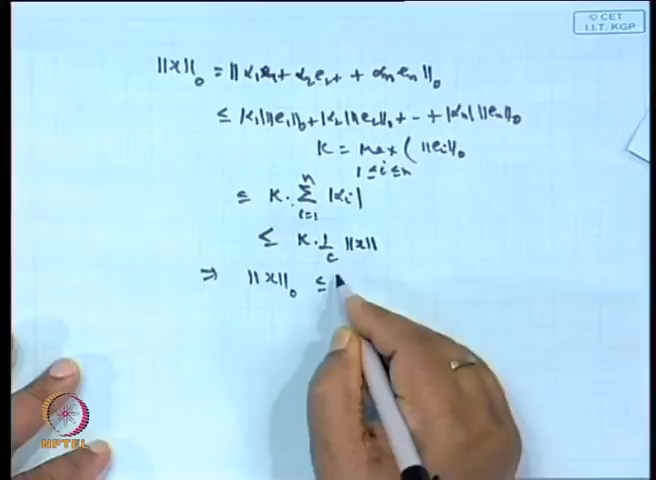 © CET
I.I.T. KGP
||x||₀ = ||α₁e₁ + α₂e₂ + + αₙeₙ||₀
≤ |α₁| ||e₁||₀ + |α₂| ||e₂||₀ + - + |αₙ| ||eₙ||₀
K = Max ( ||eᵢ||₀
1≤i≤n
≤ K · Σ |αᵢ|
n
i=1
≤ K · 1/c ||x||
⇒ ||x||₀ ≤
NPTEL